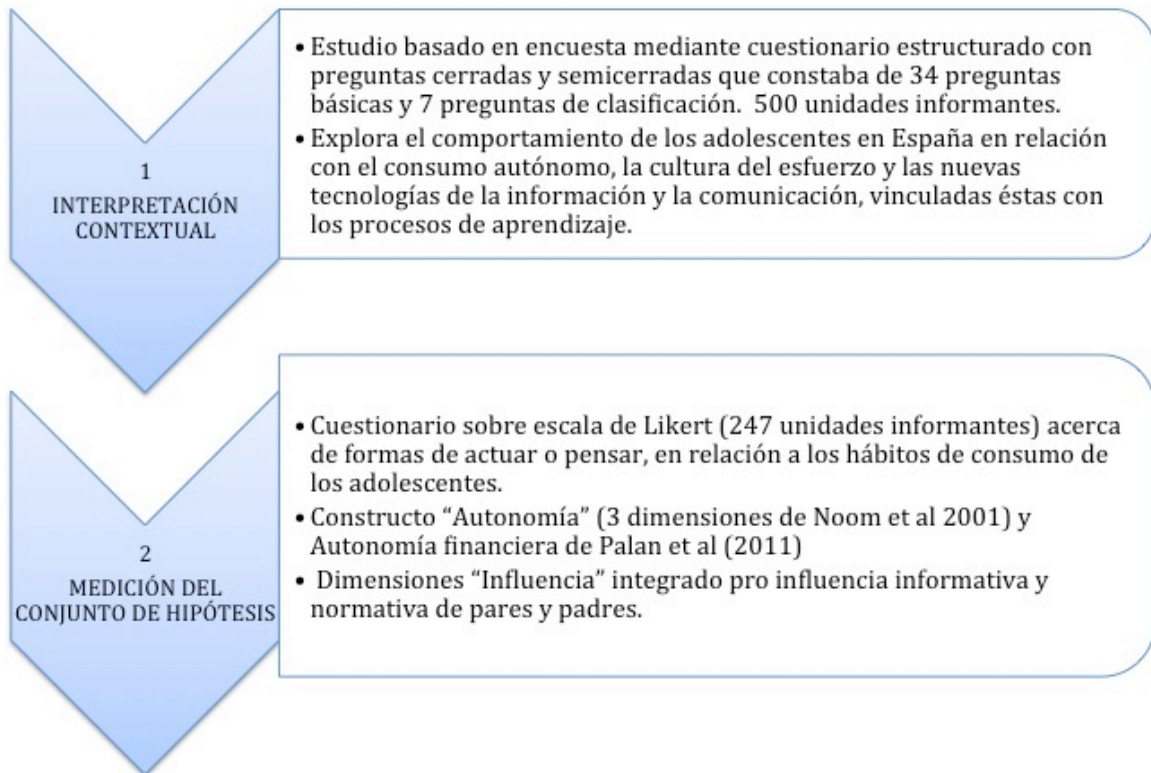 1
INTERPRETACIÓN
CONTEXTUAL
• Estudio basado en encuesta mediante cuestionario estructurado con
preguntas cerradas y semicerradas que constaba de 34 preguntas
básicas y 7 preguntas de clasificación.  500 unidades informantes.
• Explora el comportamiento de los adolescentes en España en relación
con el consumo autónomo, la cultura del esfuerzo y las nuevas
tecnologías de la información y la comunicación, vinculadas éstas con
los procesos de aprendizaje.
2
MEDICIÓN DEL
CONJUNTO DE HIPÓTESIS
• Cuestionario sobre escala de Likert (247 unidades informantes) acerca
de formas de actuar o pensar, en relación a los hábitos de consumo de
los adolescentes.
• Constructo “Autonomía” (3 dimensiones de Noom et al 2001) y
Autonomía financiera de Palan et al (2011)
•  Dimensiones “Influencia” integrado pro influencia informativa y
normativa de pares y padres.